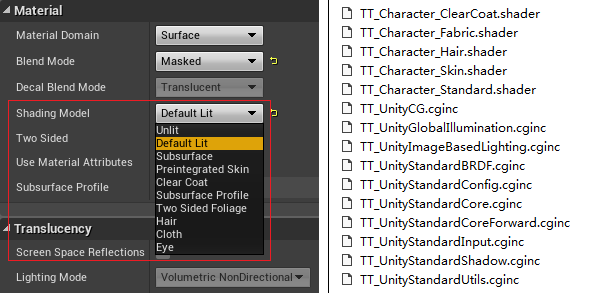 Material
Material Domain
Surface
Blend Mode
Masked
Decal Blend Mode
Translucent
Shading Model
Default Lit
Two Sided
Use Material Attributes
Subsurface Profile
Unlit
Default Lit
Subsurface
Preintegrated Skin
Clear Coat
Subsurface Profile
Two Sided Foliage
Hair
Cloth
Eye
Translucency
Screen Space Reflections
Lighting Mode
Volumetric NonDirectional
TT_Character_ClearCoat.shader
TT_Character_Fabric.shader
TT_Character_Hair.shader
TT_Character_Skin.shader
TT_Character_Standard.shader
TT_UnityCG.cginc
TT_UnityGlobalIllumination.cginc
TT_UnityImageBasedLighting.cginc
TT_UnityStandardBRDF.cginc
TT_UnityStandardConfig.cginc
TT_UnityStandardCore.cginc
TT_UnityStandardCoreForward.cginc
TT_UnityStandardInput.cginc
TT_UnityStandardShadow.cginc
TT_UnityStandardUtils.cginc